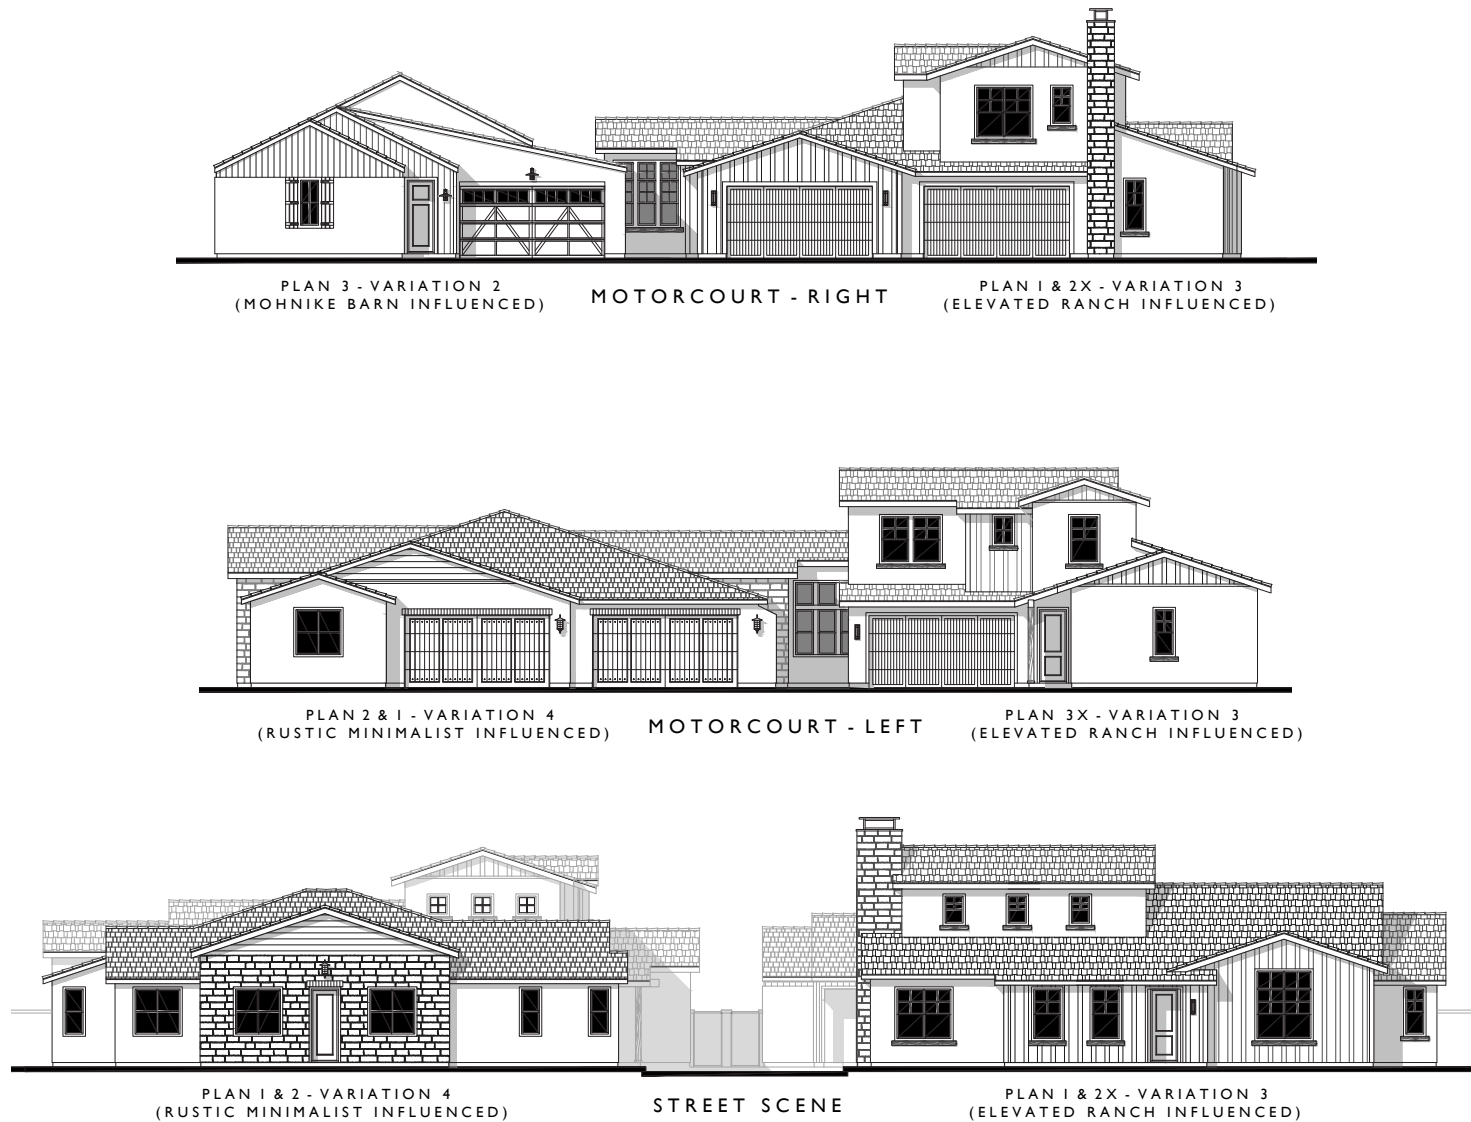 PLAN 3 - VARIATION 2
(MOHNIKE BARN INFLUENCED)
MOTORCOURT - RIGHT
PLAN 1 & 2X - VARIATION 3
(ELEVATED RANCH INFLUENCED)
PLAN 2 & 1 - VARIATION 4
(RUSTIC MINIMALIST INFLUENCED)
MOTORCOURT - LEFT
PLAN 3X - VARIATION 3
(ELEVATED RANCH INFLUENCED)
PLAN 1 & 2 - VARIATION 4
(RUSTIC MINIMALIST INFLUENCED)
STREET SCENE
PLAN 1 & 2X - VARIATION 3
(ELEVATED RANCH INFLUENCED)